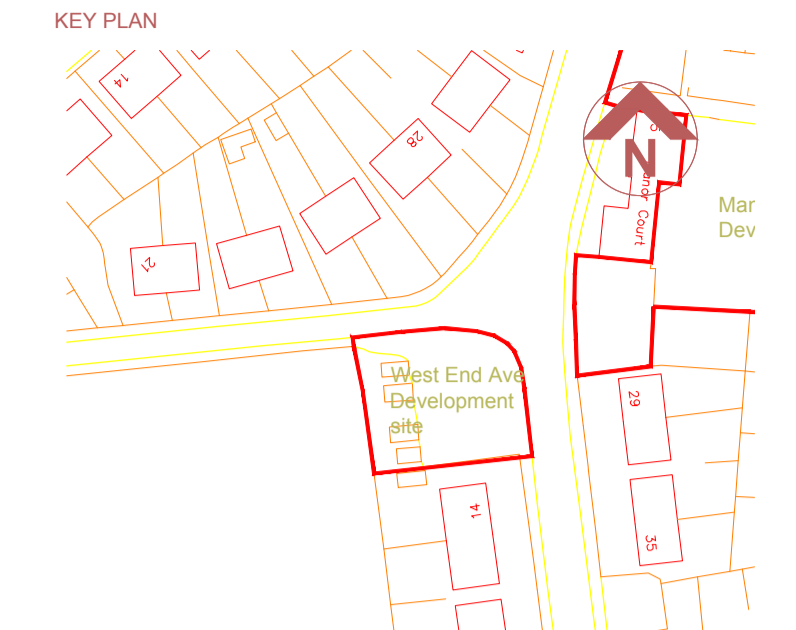 KEY PLAN
14
28
N
Court
Mar
Dev
21
West End Ave
Development
site
29
14
35